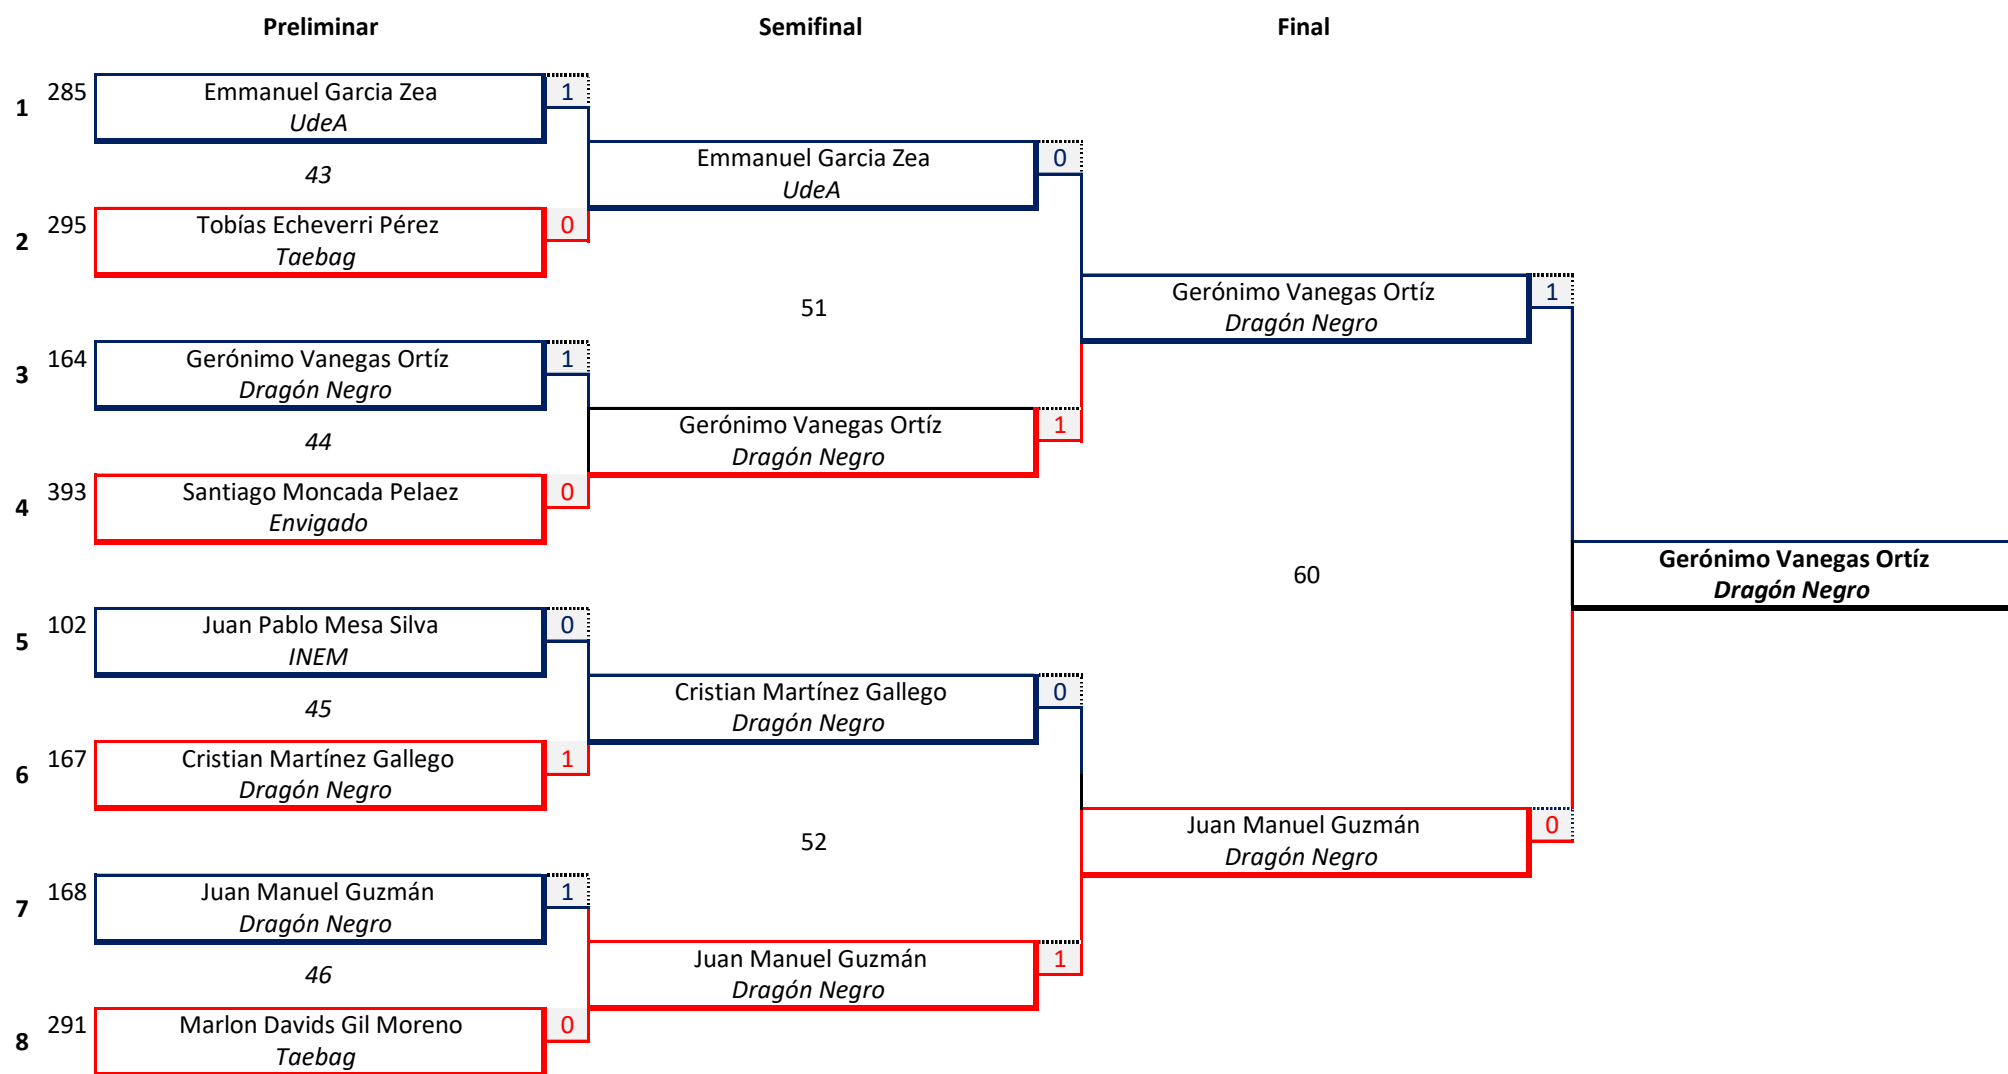 Preliminar Semifinal Final
1 285 Emmanuel Garcia Zea 1
UdeA
43
2 295 Tobías Echeverri Pérez 0
Taebag
3 164 Gerónimo Vanegas Ortíz 1
Dragón Negro
44
4 393 Santiago Moncada Pelaez 0
Envigado
5 102 Juan Pablo Mesa Silva 0
INEM
45
6 167 Cristian Martínez Gallego 1
Dragón Negro
7 168 Juan Manuel Guzmán 1
Dragón Negro
46
8 291 Marlon Davids Gil Moreno 0
Taebag
Emmanuel Garcia Zea 0
UdeA
51
Gerónimo Vanegas Ortíz 1
Dragón Negro
Cristian Martínez Gallego 0
Dragón Negro
52
Juan Manuel Guzmán 1
Dragón Negro
Gerónimo Vanegas Ortíz 1
Dragón Negro
60
Juan Manuel Guzmán 0
Dragón Negro
Gerónimo Vanegas Ortíz
Dragón Negro